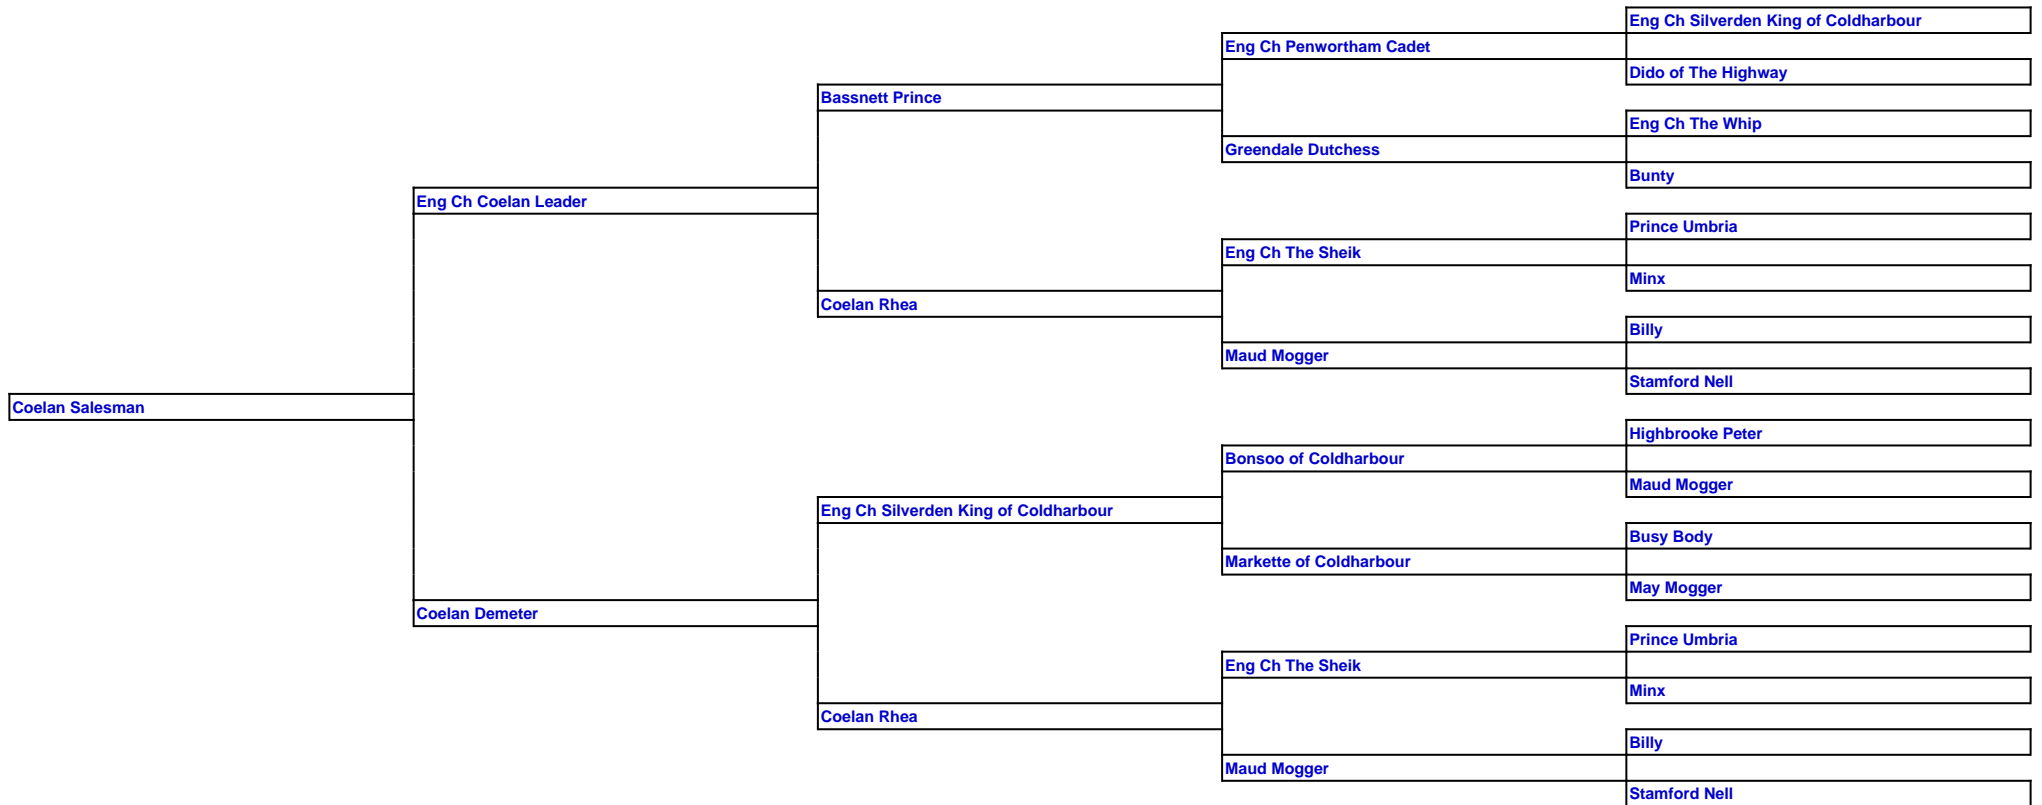 Eng Ch Silverden King of Coldharbour
Eng Ch Penwortham Cadet
Dido of The Highway
Bassnett Prince
Eng Ch The Whip
Greendale Dutchess
Bunty
Eng Ch Coelan Leader
Prince Umbria
Eng Ch The Sheik
Minx
Coelan Rhea
Billy
Maud Mogger
Stamford Nell
Coelan Salesman
Highbrooke Peter
Bonsoo of Coldharbour
Maud Mogger
Eng Ch Silverden King of Coldharbour
Busy Body
Markette of Coldharbour
May Mogger
Coelan Demeter
Prince Umbria
Eng Ch The Sheik
Minx
Coelan Rhea
Billy
Maud Mogger
Stamford Nell